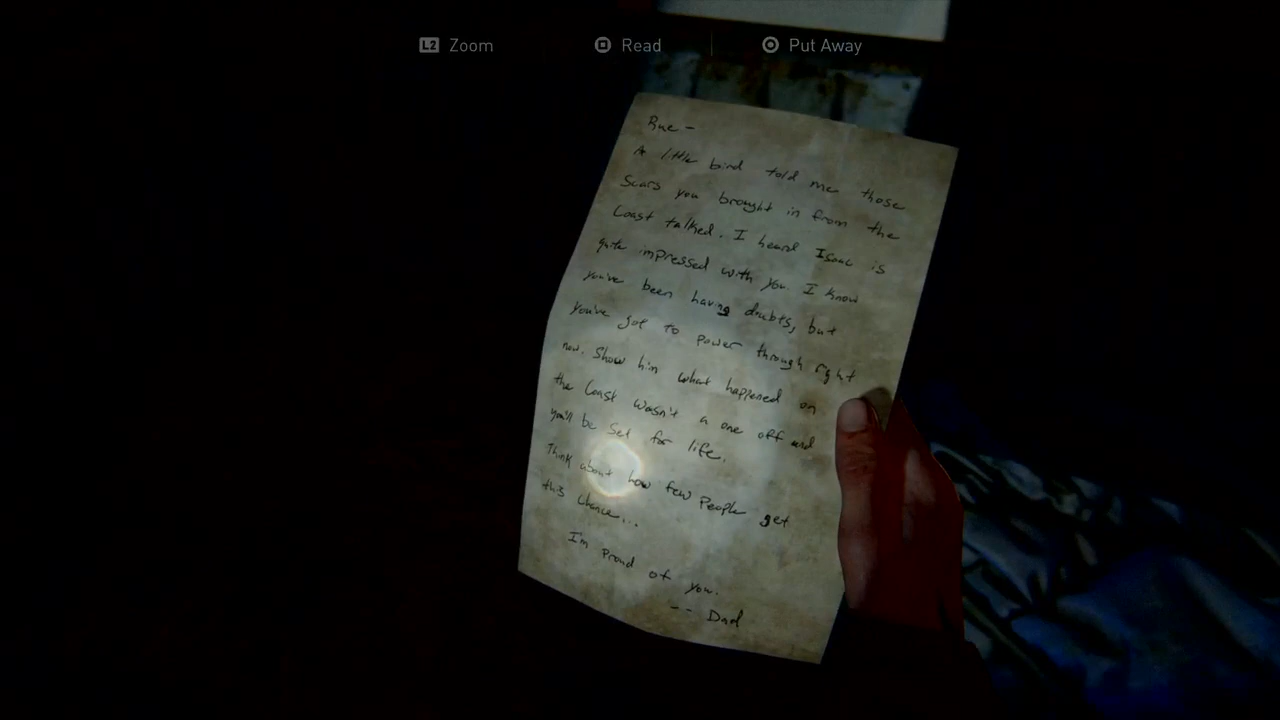 L2 Zoom
Read
Put Away
Rue -
A little bird told me those
Scars you brought in from the
Coast talked. I heard Isaac is
quite impressed with you. I know
you've been having doubts, but
you've got to power through right
now. Show him what happened on
the Coast wasn't a one off and
you'll be set for life.
Think about how few people get
this chance...
I'm proud of you.
-- Dad